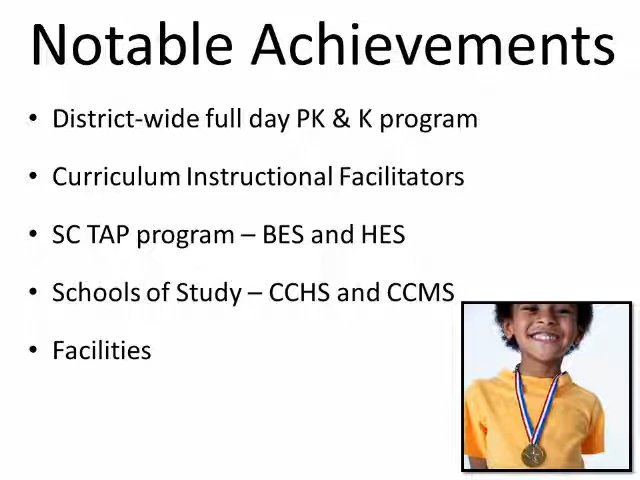 Notable Achievements
• District-wide full day PK & K program
• Curriculum Instructional Facilitators
• SC TAP program – BES and HES
• Schools of Study – CCHS and CCMS
• Facilities